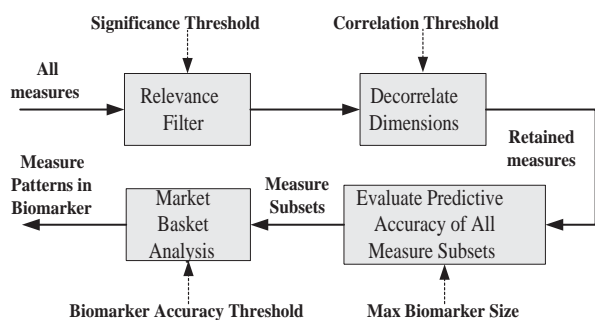 Significance Threshold
Correlation Threshold
All
measures
Relevance
Filter
Decorrelate
Dimensions
Retained
measures
Measure
Patterns in
Biomarker
Market
Basket
Analysis
Measure
Subsets
Evaluate Predictive
Accuracy of All
Measure Subsets
Biomarker Accuracy Threshold
Max Biomarker Size